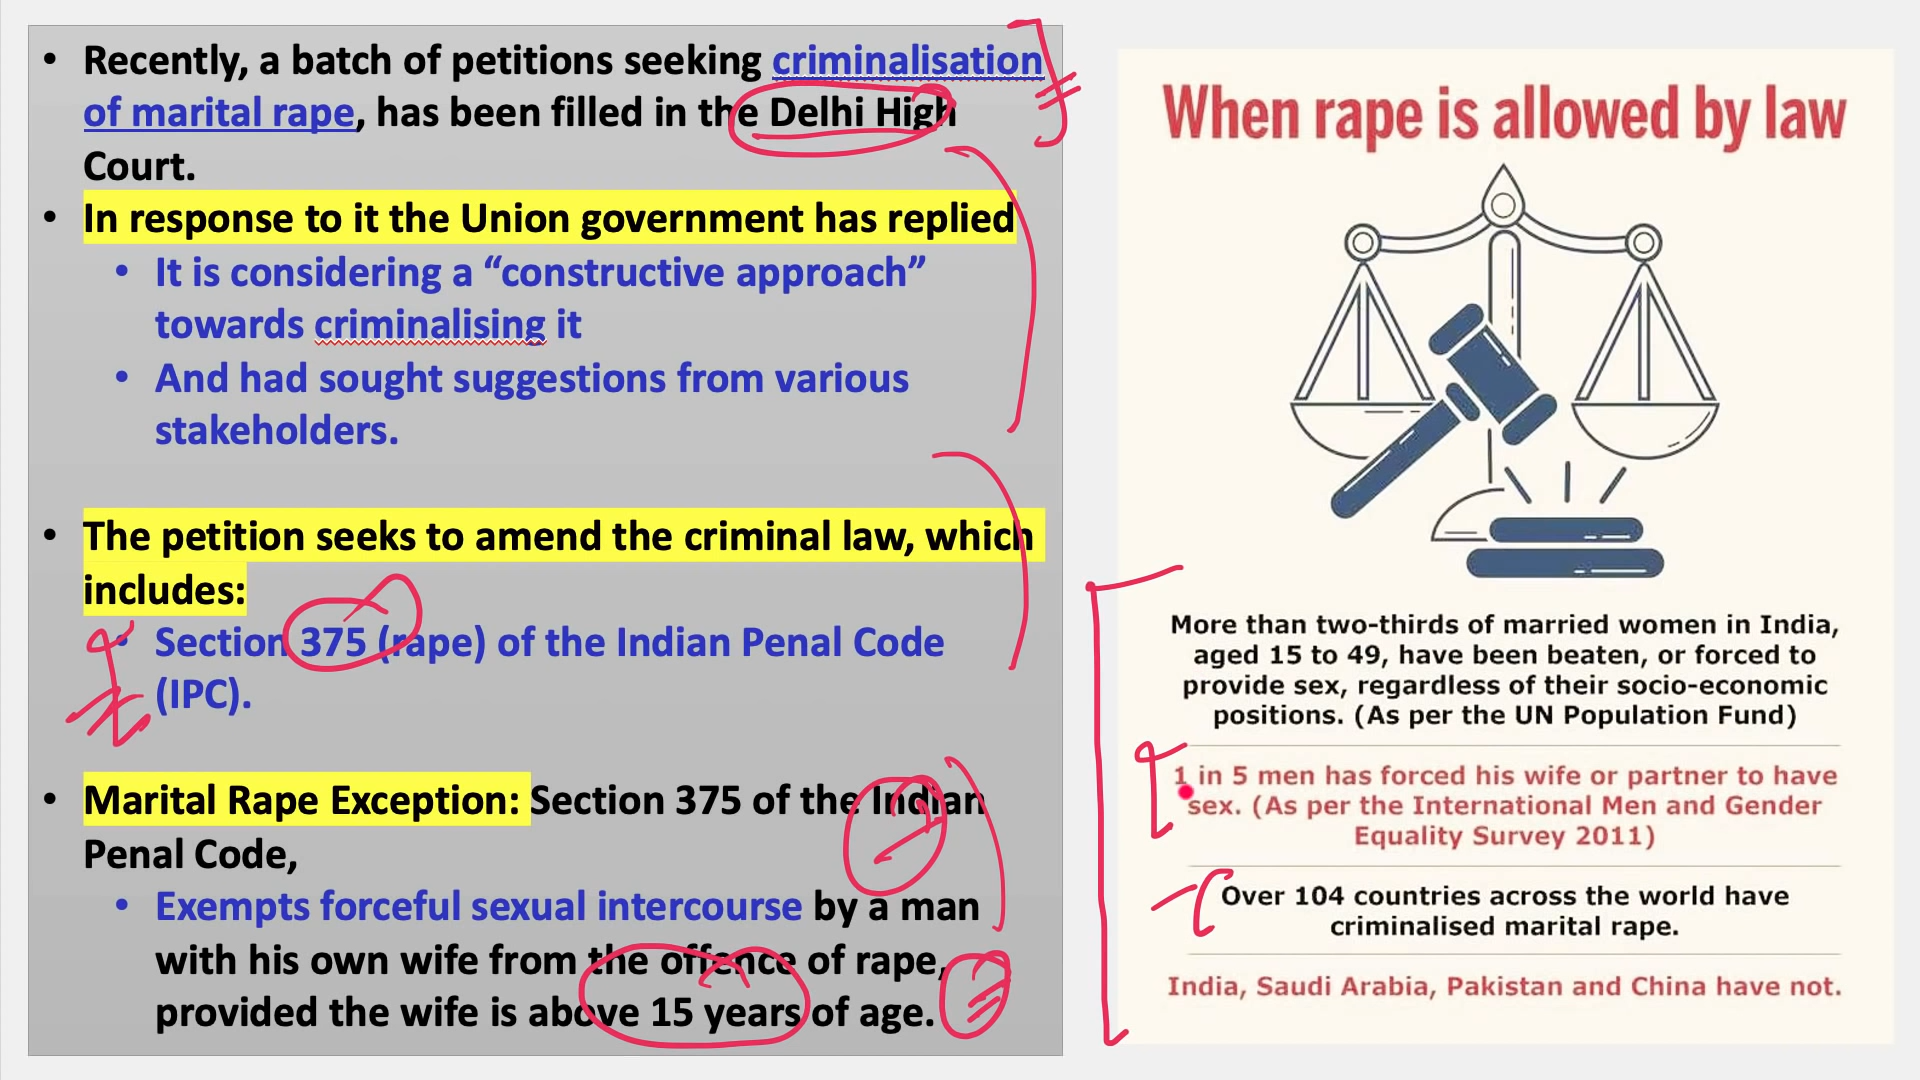 • Recently, a batch of petitions seeking criminalisation
of marital rape, has been filled in the Delhi High
Court.
• In response to it the Union government has replied
• It is considering a “constructive approach”
towards criminalising it
• And had sought suggestions from various
stakeholders.
• The petition seeks to amend the criminal law, which
includes:
• Section 375 (rape) of the Indian Penal Code
(IPC).
• Marital Rape Exception: Section 375 of the Indian
Penal Code,
• Exempts forceful sexual intercourse by a man
with his own wife from the offence of rape,
provided the wife is above 15 years of age.
When rape is allowed by law
More than two-thirds of married women in India,
aged 15 to 49, have been beaten, or forced to
provide sex, regardless of their socio-economic
positions. (As per the UN Population Fund)
1 in 5 men has forced his wife or partner to have
sex. (As per the International Men and Gender
Equality Survey 2011)
Over 104 countries across the world have
criminalised marital rape.
India, Saudi Arabia, Pakistan and China have not.